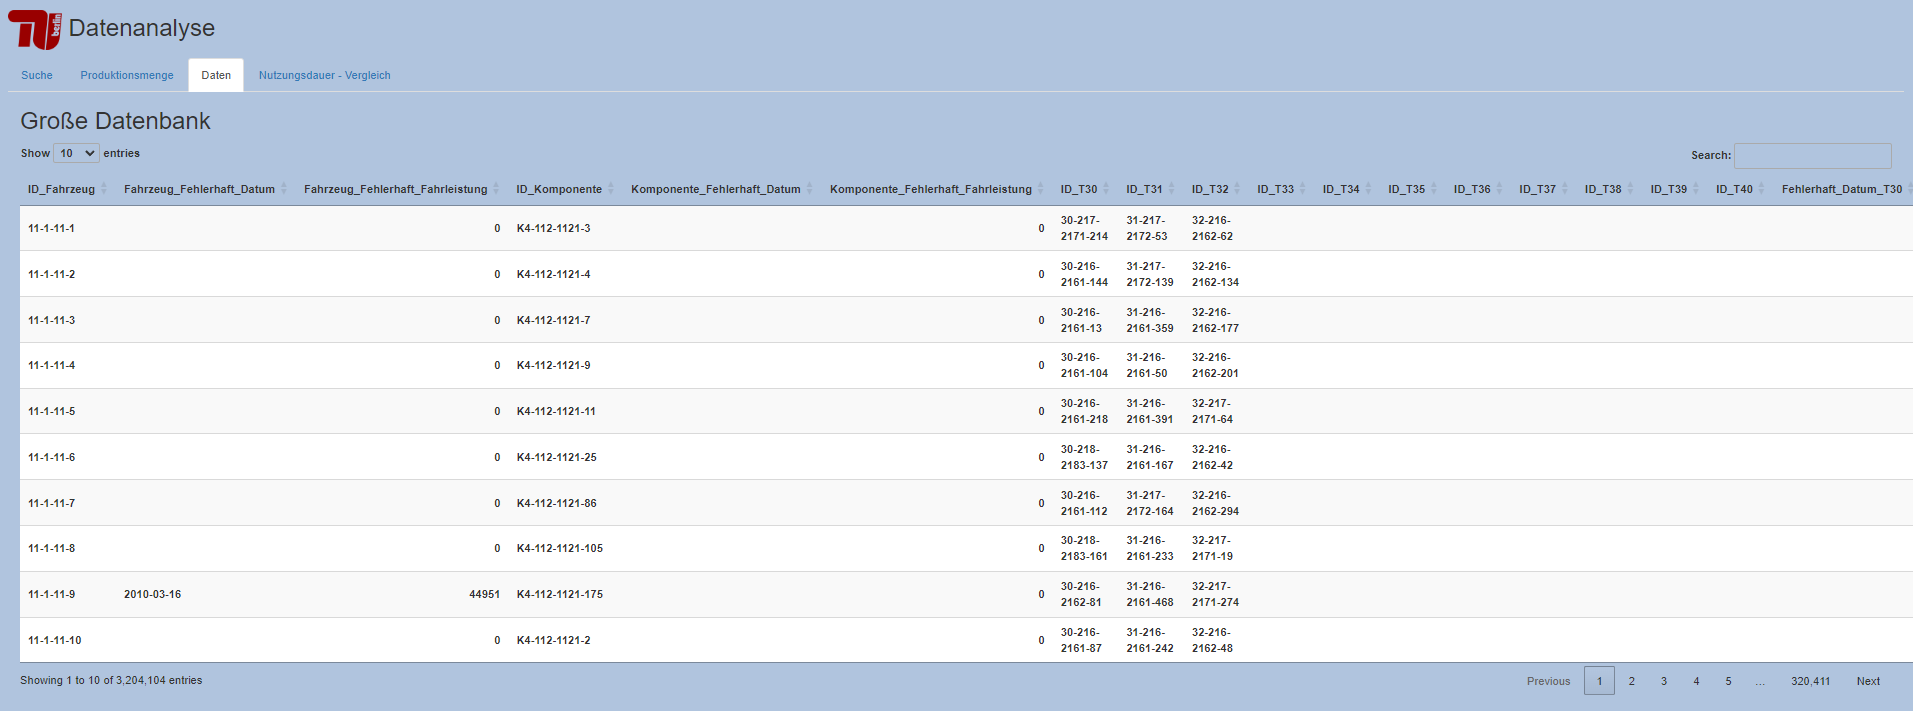 berlin
Datenanalyse
Suche Produktionsmenge Daten Nutzungsdauer - Vergleich
Große Datenbank
Show 10 entries Search:
ID_Fahrzeug Fahrzeug_Fehlerhaft_Datum Fahrzeug_Fehlerhaft_Fahrleistung ID_Komponente Komponente_Fehlerhaft_Datum Komponente_Fehlerhaft_Fahrleistung ID_T30 ID_T31 ID_T32 ID_T33 ID_T34 ID_T35 ID_T36 ID_T37 ID_T38 ID_T39 ID_T40 Fehlerhaft_Datum_T30
11-1-11-1 0 K4-112-1121-3 0 30-217-2171-214 31-217-2172-53 32-216-2162-62
11-1-11-2 0 K4-112-1121-4 0 30-216-2161-144 31-217-2172-139 32-216-2162-134
11-1-11-3 0 K4-112-1121-7 0 30-216-2161-13 31-216-2161-359 32-216-2162-177
11-1-11-4 0 K4-112-1121-9 0 30-216-2161-104 31-216-2161-50 32-216-2162-201
11-1-11-5 0 K4-112-1121-11 0 30-216-2161-218 31-216-2161-391 32-217-2171-64
11-1-11-6 0 K4-112-1121-25 0 30-218-2183-137 31-216-2161-167 32-216-2162-42
11-1-11-7 0 K4-112-1121-86 0 30-216-2161-112 31-217-2172-164 32-216-2162-294
11-1-11-8 0 K4-112-1121-105 0 30-218-2183-161 31-216-2161-233 32-217-2171-19
11-1-11-9 2010-03-16 44951 K4-112-1121-175 0 30-216-2162-81 31-216-2161-468 32-217-2171-274
11-1-11-10 0 K4-112-1121-2 0 30-216-2161-87 31-216-2161-242 32-216-2162-48
Showing 1 to 10 of 3,204,104 entries Previous 1 2 3 4 5 … 320,411 Next